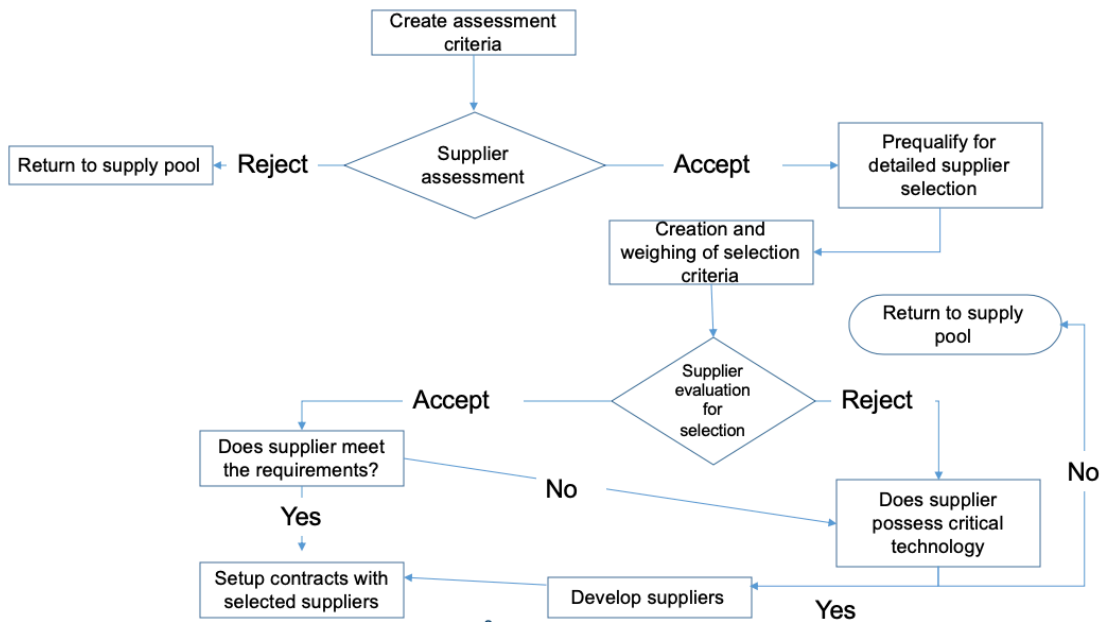 Create assessment
criteria
Return to supply pool
Reject
Supplier
assessment
Accept
Prequalify for
detailed supplier
selection
Creation and
weighing of selection
criteria
Return to supply
pool
Supplier
evaluation
for
selection
Accept
Reject
Does supplier meet
the requirements?
No
No
Does supplier
possess critical
technology
Yes
Setup contracts with
selected suppliers
Develop suppliers
Yes